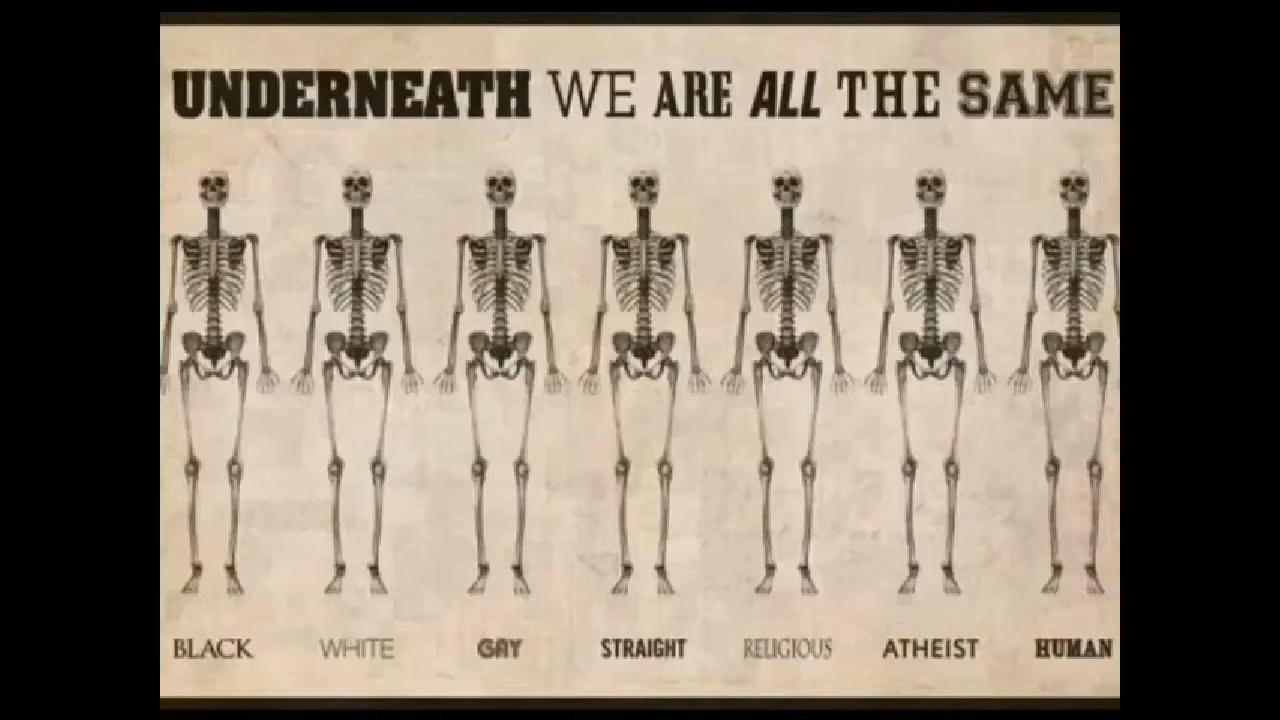 UNDERNEATH WE ARE ALL THE SAME
BLACK WHITE GAY STRAIGHT RELIGIOUS ATHEIST HUMAN